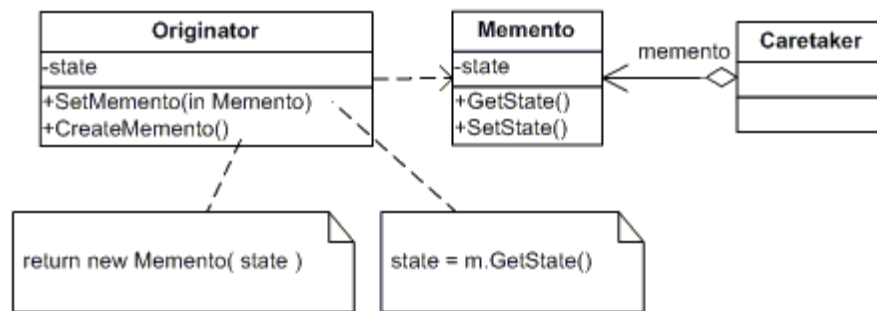 Originator
-state
+SetMemento(in Memento)
+CreateMemento()
Memento
-state
+GetState()
+SetState()
memento
Caretaker
return new Memento( state )
state = m.GetState()